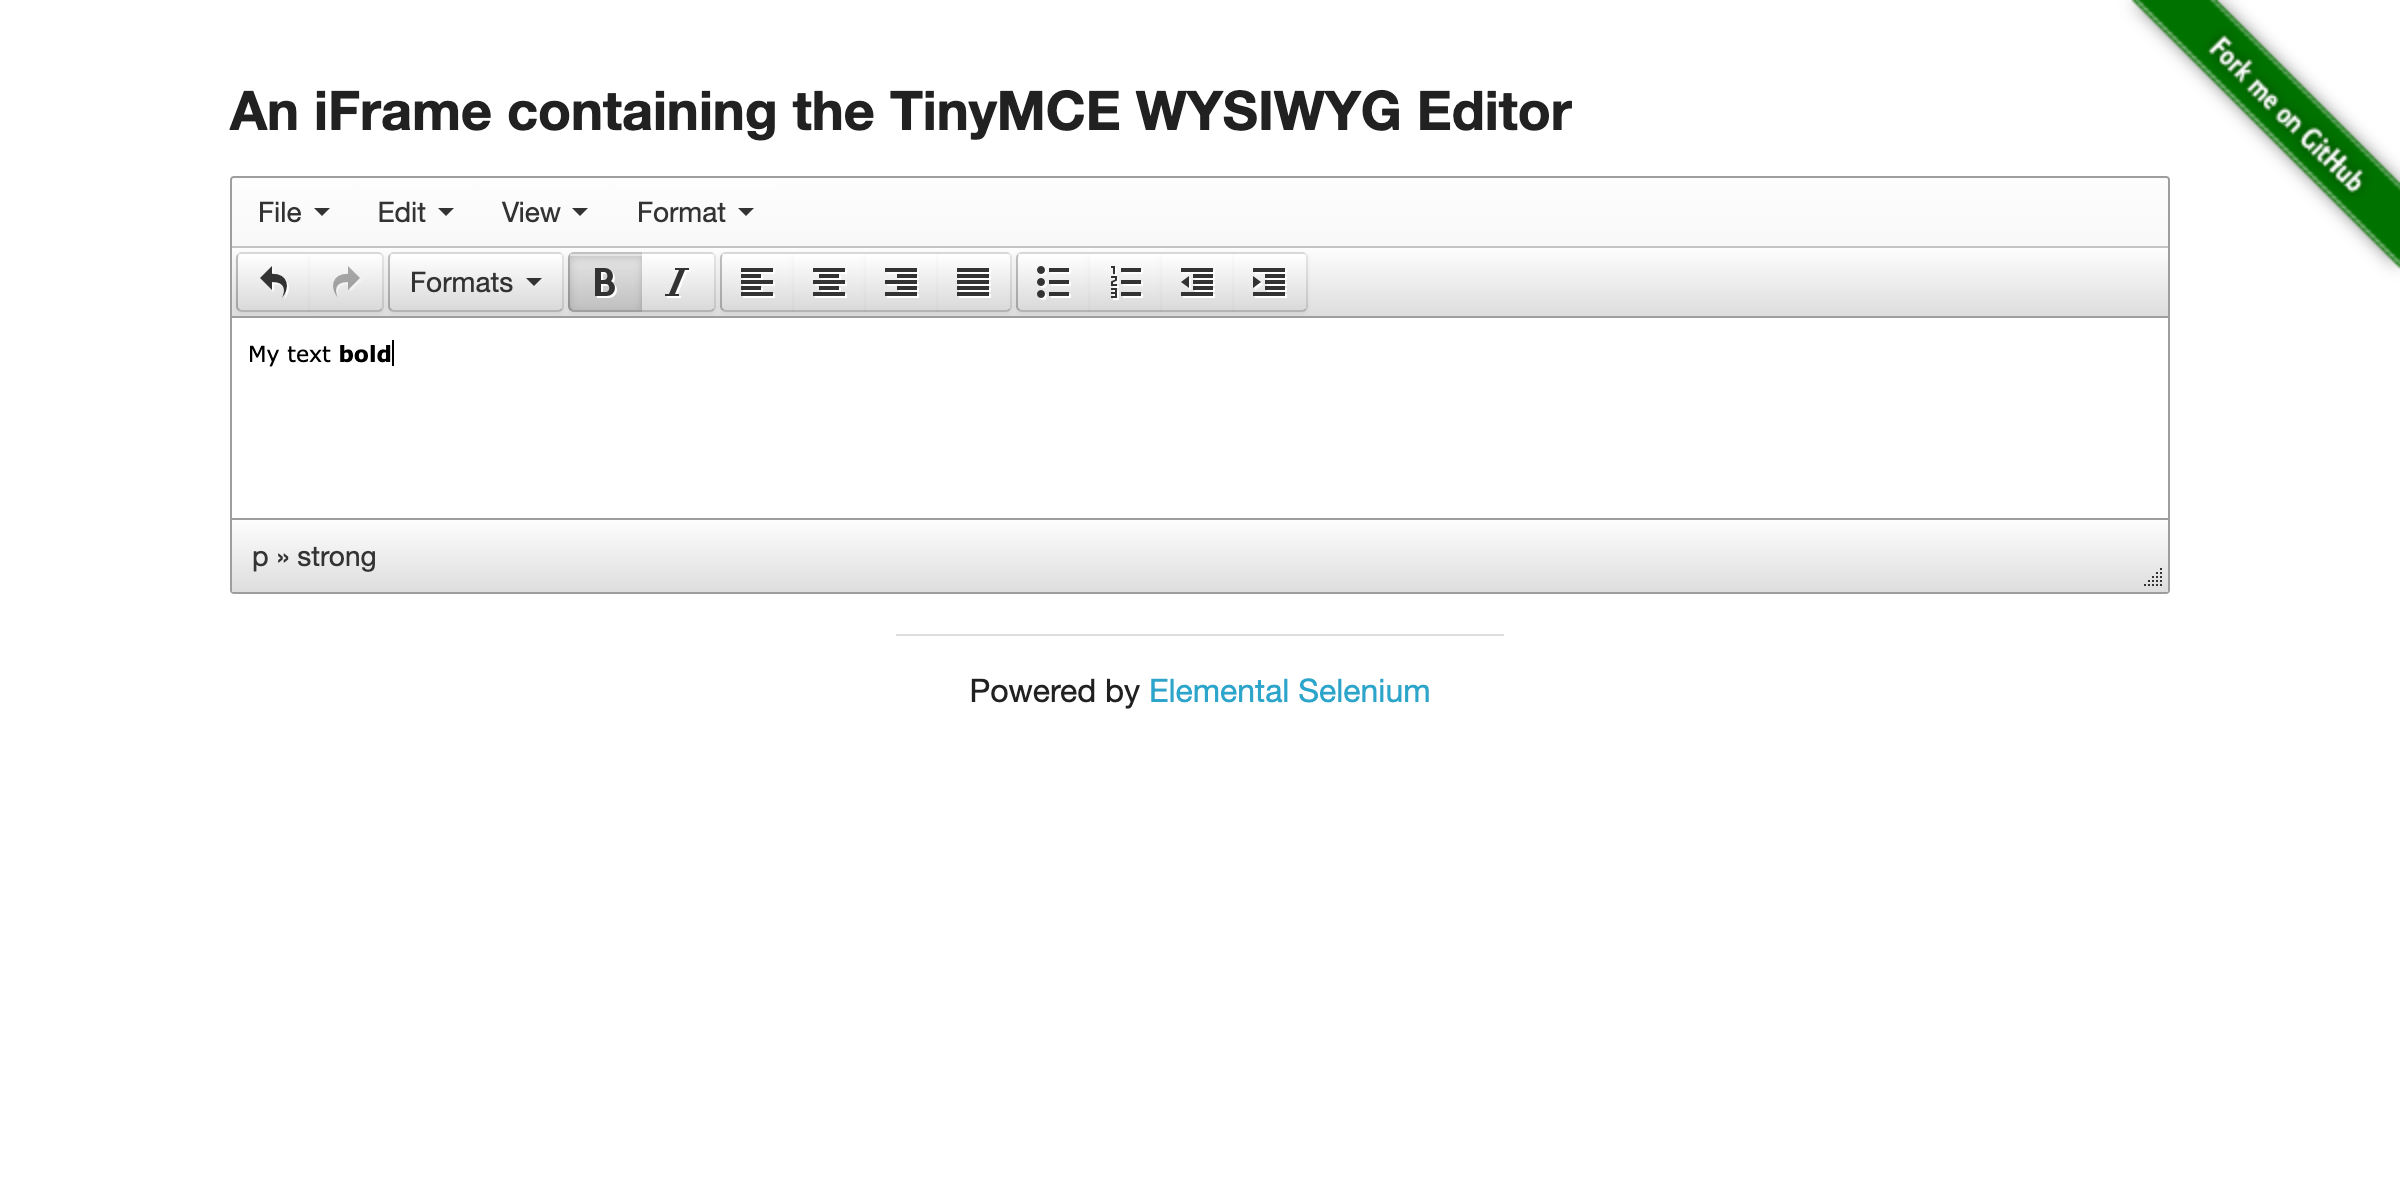 Fork me on GitHub
An iFrame containing the TinyMCE WYSIWYG Editor
File Edit View Format
Formats B I
My text bold
p » strong
Powered by Elemental Selenium